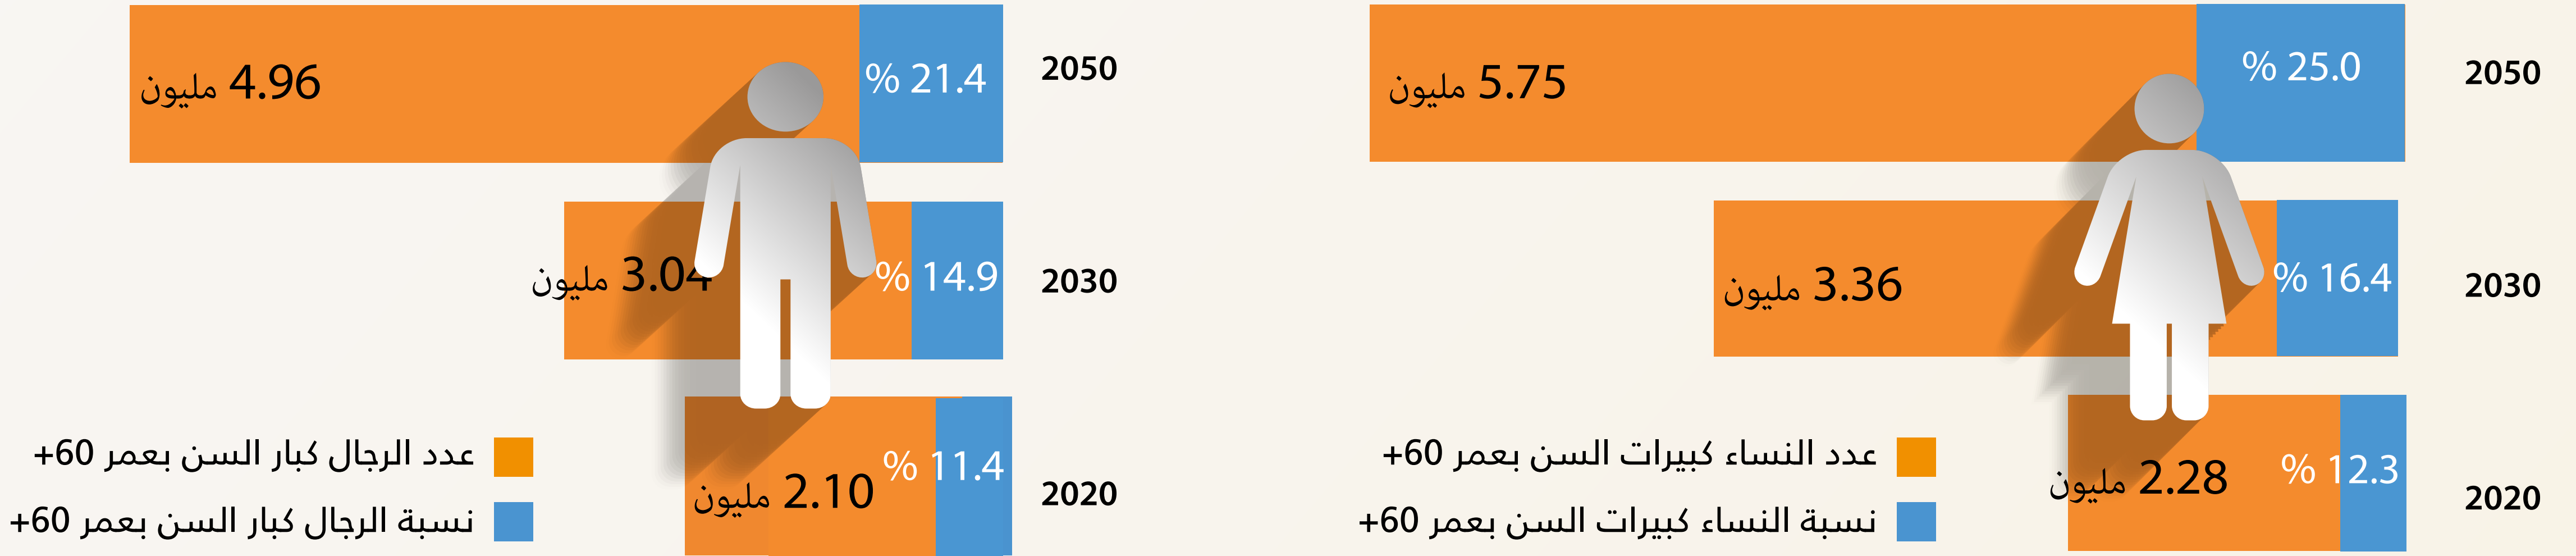 2050
25.0 %
5.75 مليون
2030
16.4 %
3.36 مليون
2020
12.3 %
2.28 مليون
عدد النساء كبيرات السن بعمر 60+
نسبة النساء كبيرات السن بعمر 60+
2050
21.4 %
4.96 مليون
2030
14.9 %
3.04 مليون
2020
11.4 %
2.10 مليون
عدد الرجال كبار السن بعمر 60+
نسبة الرجال كبار السن بعمر 60+